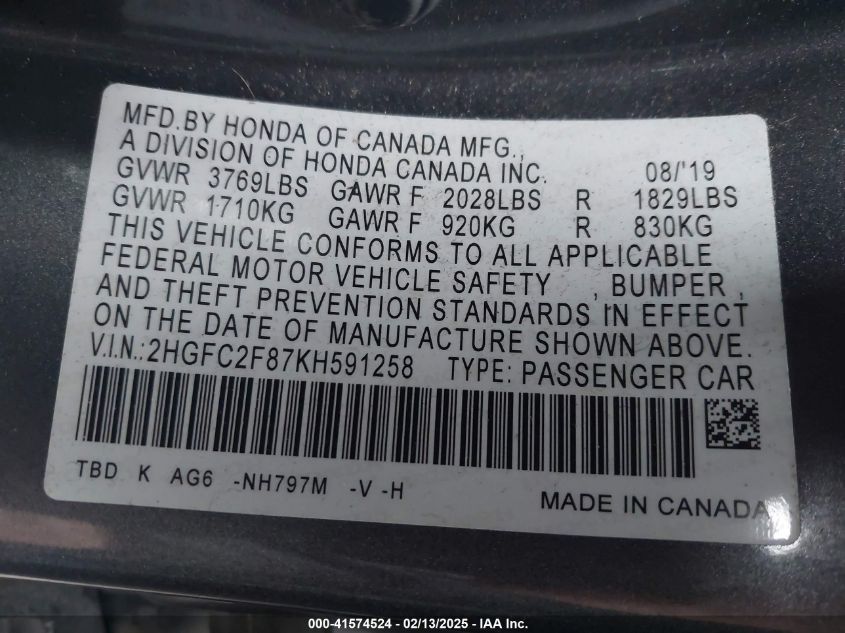 MFD.BY HONDA OF CANADA MFG.,
A DIVISION OF HONDA CANADA INC. 08/'19
GVWR 3769LBS GAWR F 2028LBS R 1829LBS
GVWR 1710KG GAWR F 920KG R 830KG
THIS VEHICLE CONFORMS TO ALL APPLICABLE
FEDERAL MOTOR VEHICLE SAFETY , BUMPER ,
AND THEFT PREVENTION STANDARDS IN EFFECT
ON THE DATE OF MANUFACTURE SHOWN ABOVE.
V.I.N.:2HGFC2F87KH591258 TYPE: PASSENGER CAR
TBD K AG6 -NH797M -V -H
MADE IN CANADA
000-41574524 - 02/13/2025 - IAA Inc.